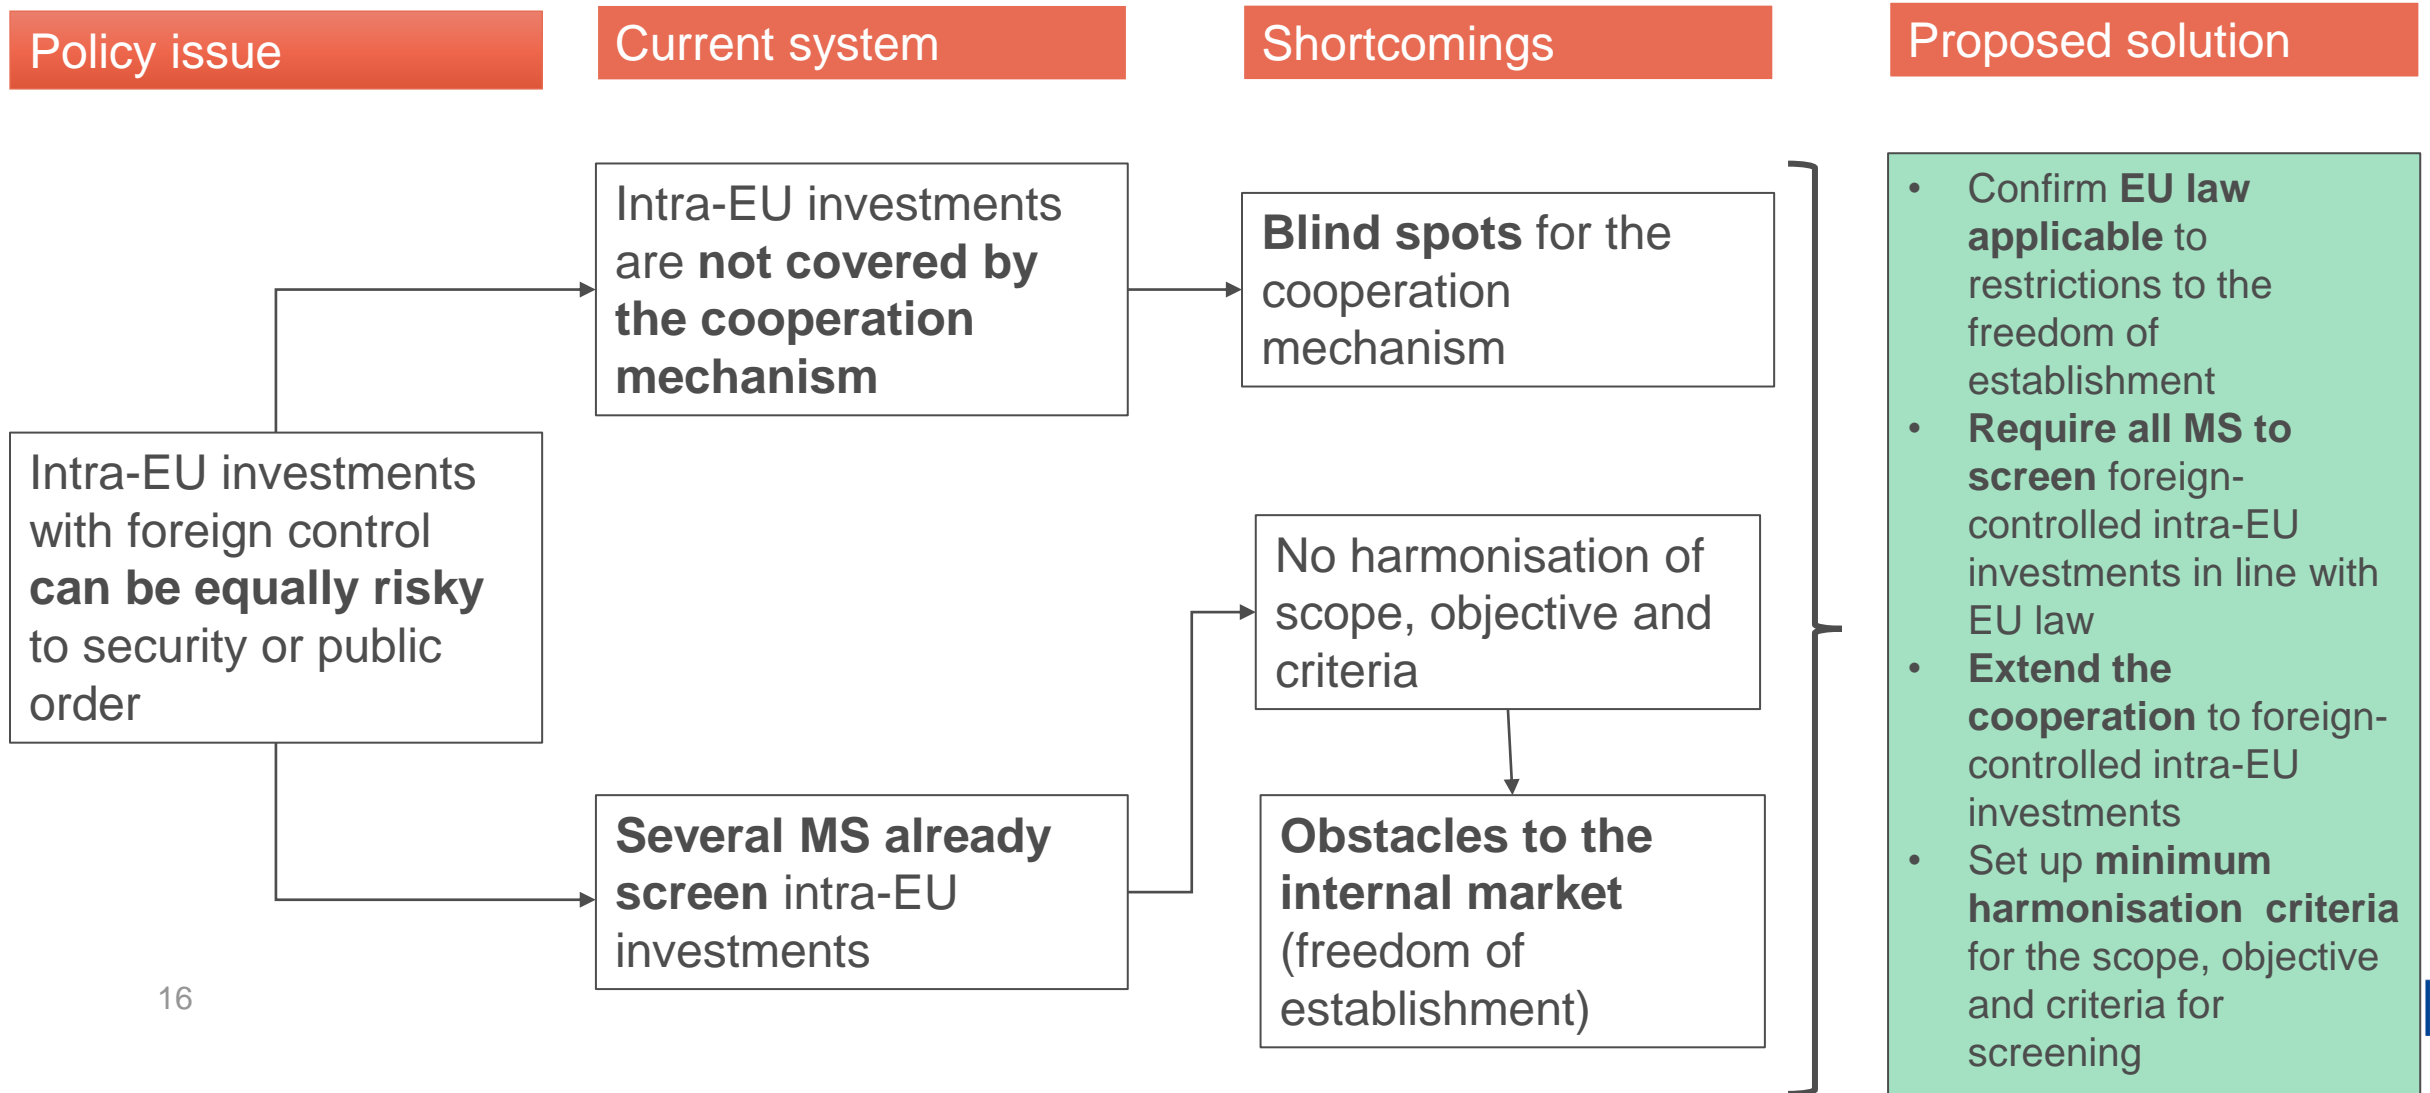 Policy issue
Current system
Shortcomings
Proposed solution
Intra-EU investments
with foreign control
can be equally risky
to security or public
order
Intra-EU investments
are not covered by
the cooperation
mechanism
Blind spots for the
cooperation
mechanism
Several MS already
screen intra-EU
investments
No harmonisation of
scope, objective and
criteria
Obstacles to the
internal market
(freedom of
establishment)
• Confirm EU law
applicable to
restrictions to the
freedom of
establishment
• Require all MS to
screen foreign-
controlled intra-EU
investments in line with
EU law
• Extend the
cooperation to foreign-
controlled intra-EU
investments
• Set up minimum
harmonisation criteria
for the scope, objective
and criteria for
screening
16